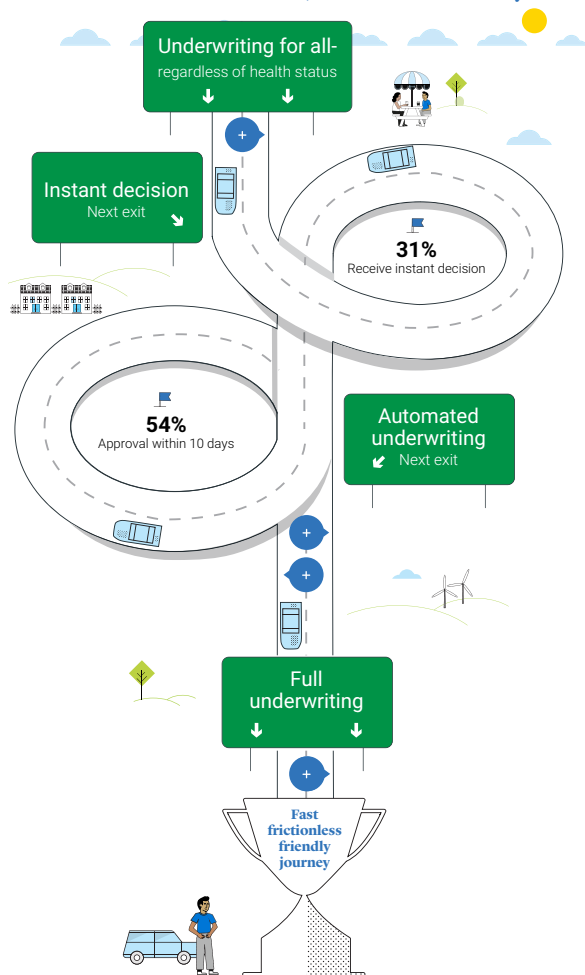 Underwriting for all-
regardless of health status
Instant decision
Next exit
31%
Receive instant decision
54%
Approval within 10 days
Automated
underwriting
Next exit
Full
underwriting
Fast
frictionless
friendly
journey